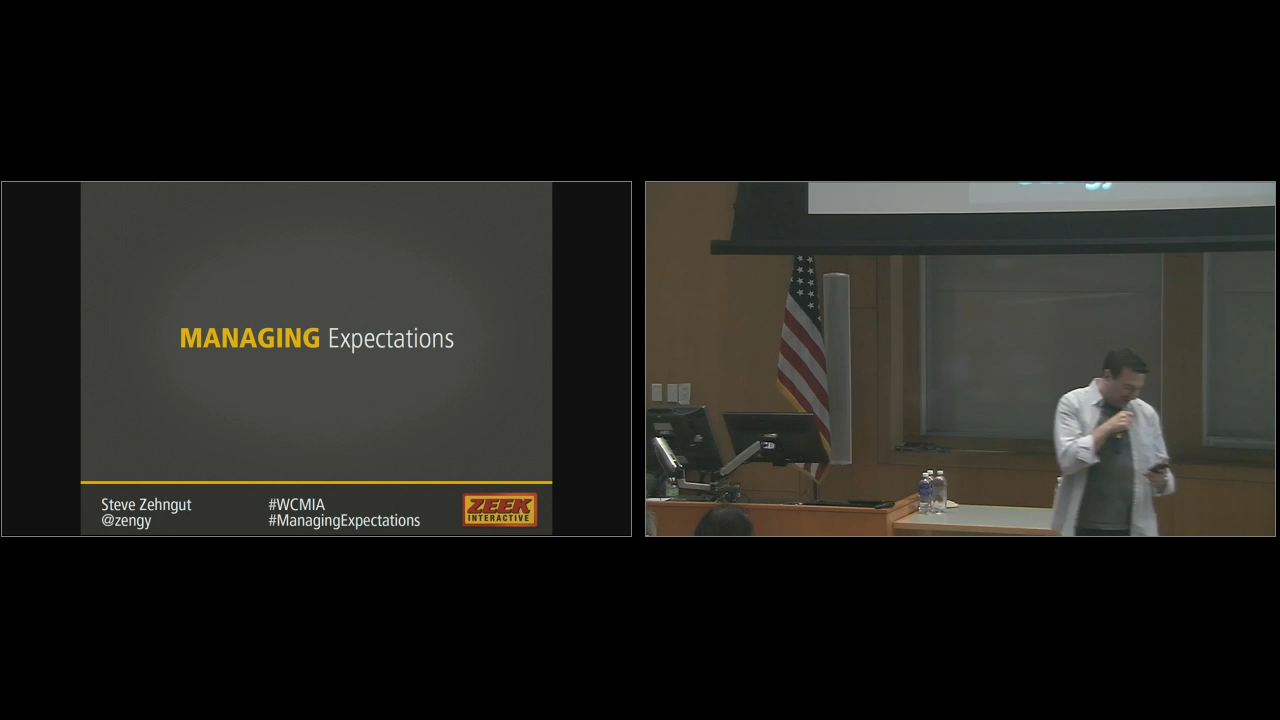 MANAGING Expectations
Steve Zehngut
@zengy
#WCMIA
#ManagingExpectations
ZEEK
INTERACTIVE